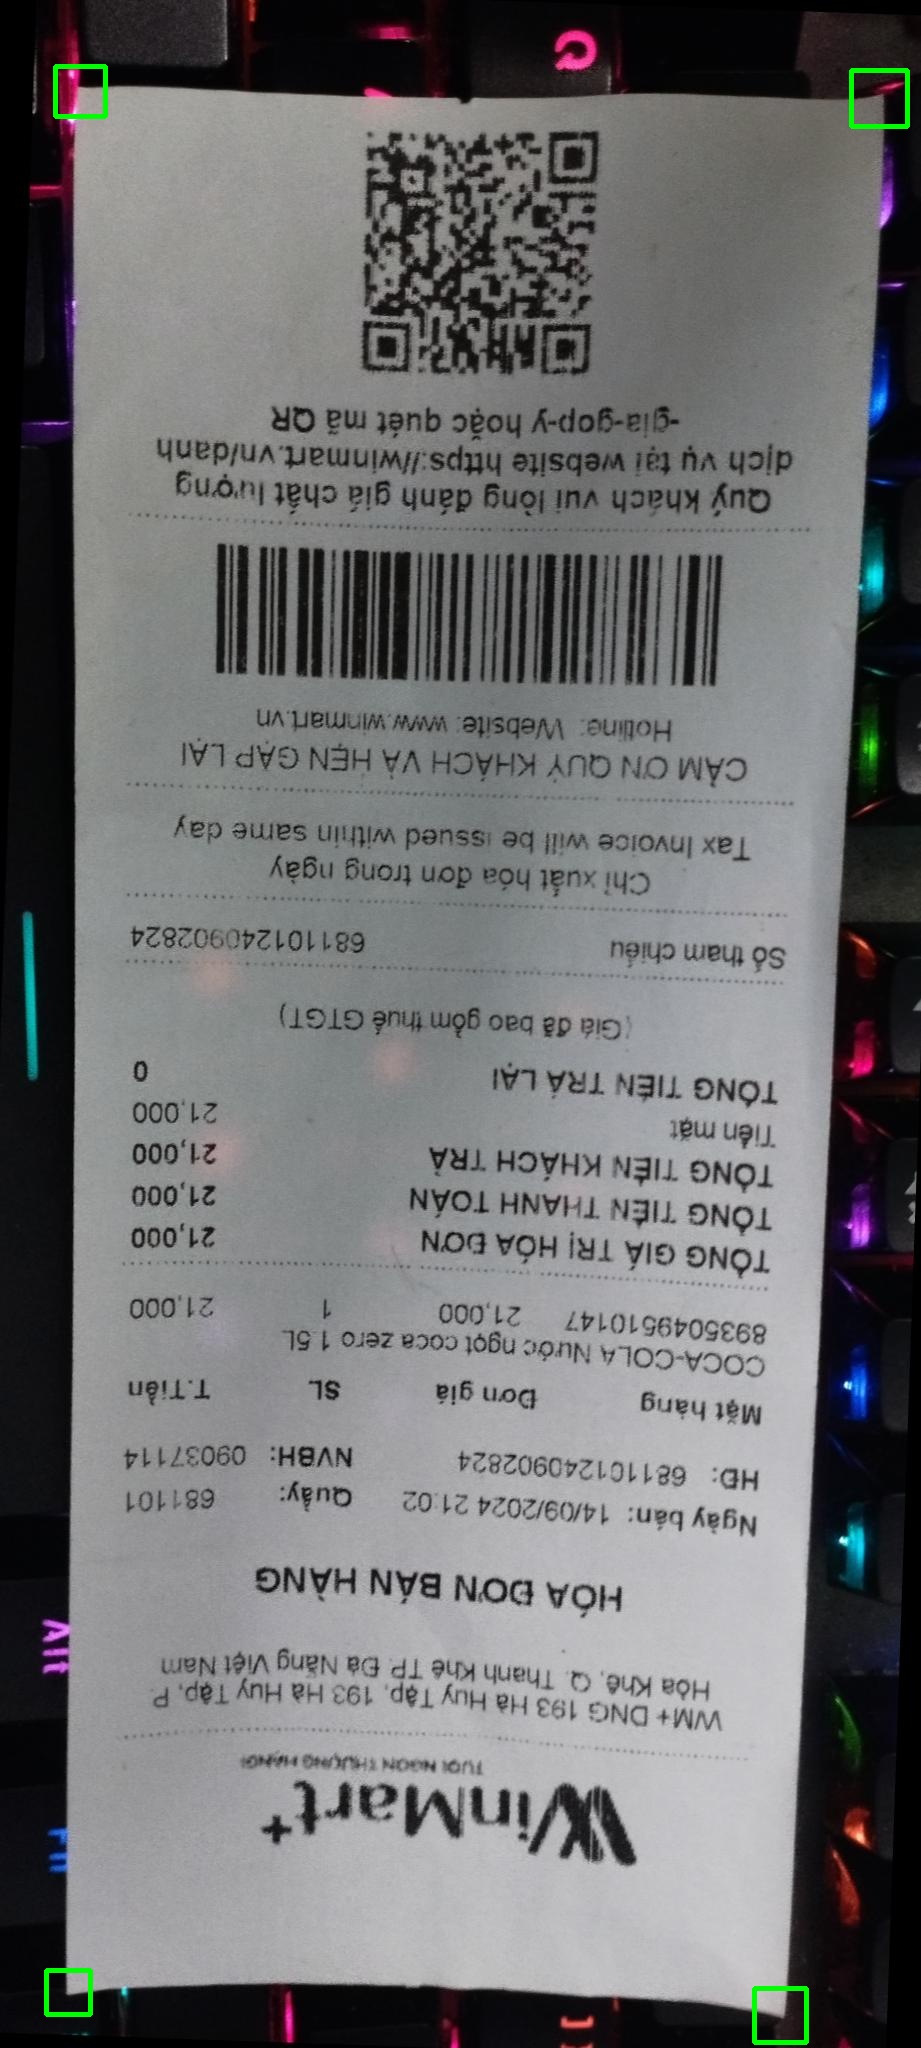 WinMart+
TƯƠI NGON THƯỢNG HẠNG!
WM+ DNG 193 Hà Huy Tập, 193 Hà Huy Tập, P.
Hòa Khê, Q. Thanh Khê TP. Đà Nẵng Việt Nam
HÓA ĐƠN BÁN HÀNG
Ngày bán: 14/09/2024 21:02 Quầy: 681101
HĐ: 681101240902824 NVBH: 09037114
Mặt hàng Đơn giá SL T.Tiền
COCA-COLA Nước ngọt coca zero 1.5L
8935049510147 21,000 1 21,000
TỔNG GIÁ TRỊ HÓA ĐƠN 21,000
TỔNG TIỀN THANH TOÁN 21,000
TỔNG TIỀN KHÁCH TRẢ 21,000
Tiền mặt 21,000
TỔNG TIỀN TRẢ LẠI 0
(Giá đã bao gồm thuế GTGT)
Số tham chiếu 681101240902824
Chỉ xuất hóa đơn trong ngày
Tax Invoice will be issued within same day
CẢM ƠN QUÝ KHÁCH VÀ HẸN GẶP LẠI
Hotline: Website: www.winmart.vn
Quý khách vui lòng đánh giá chất lượng
dịch vụ tại website https://winmart.vn/danh
-gia-gop-y hoặc quét mã QR
Alt
Fn